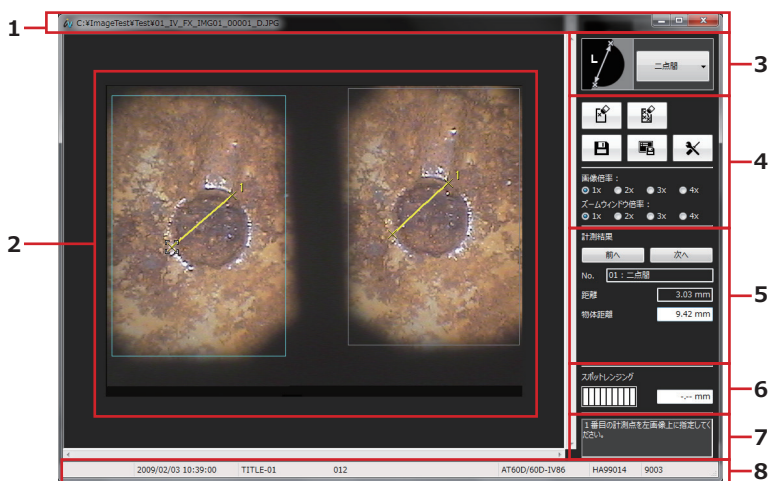 C:¥ImageTest¥Test¥01_IV_FX_IMG01_00001_D.JPG
1
L
二点間
3
1
1
2
画像倍率：
1x 2x 3x 4x
ズームウィンドウ倍率：
1x 2x 3x 4x
4
計測結果
前へ 次へ
No. 01：二点間
距離 3.03 mm
物体距離 9.42 mm
5
スポットレンジング
-.-- mm
6
１番目の計測点を左画像上に指定してく
ださい。
7
2009/02/03 10:39:00 TITLE-01 012 AT60D/60D-IV86 HA99014 9003
8